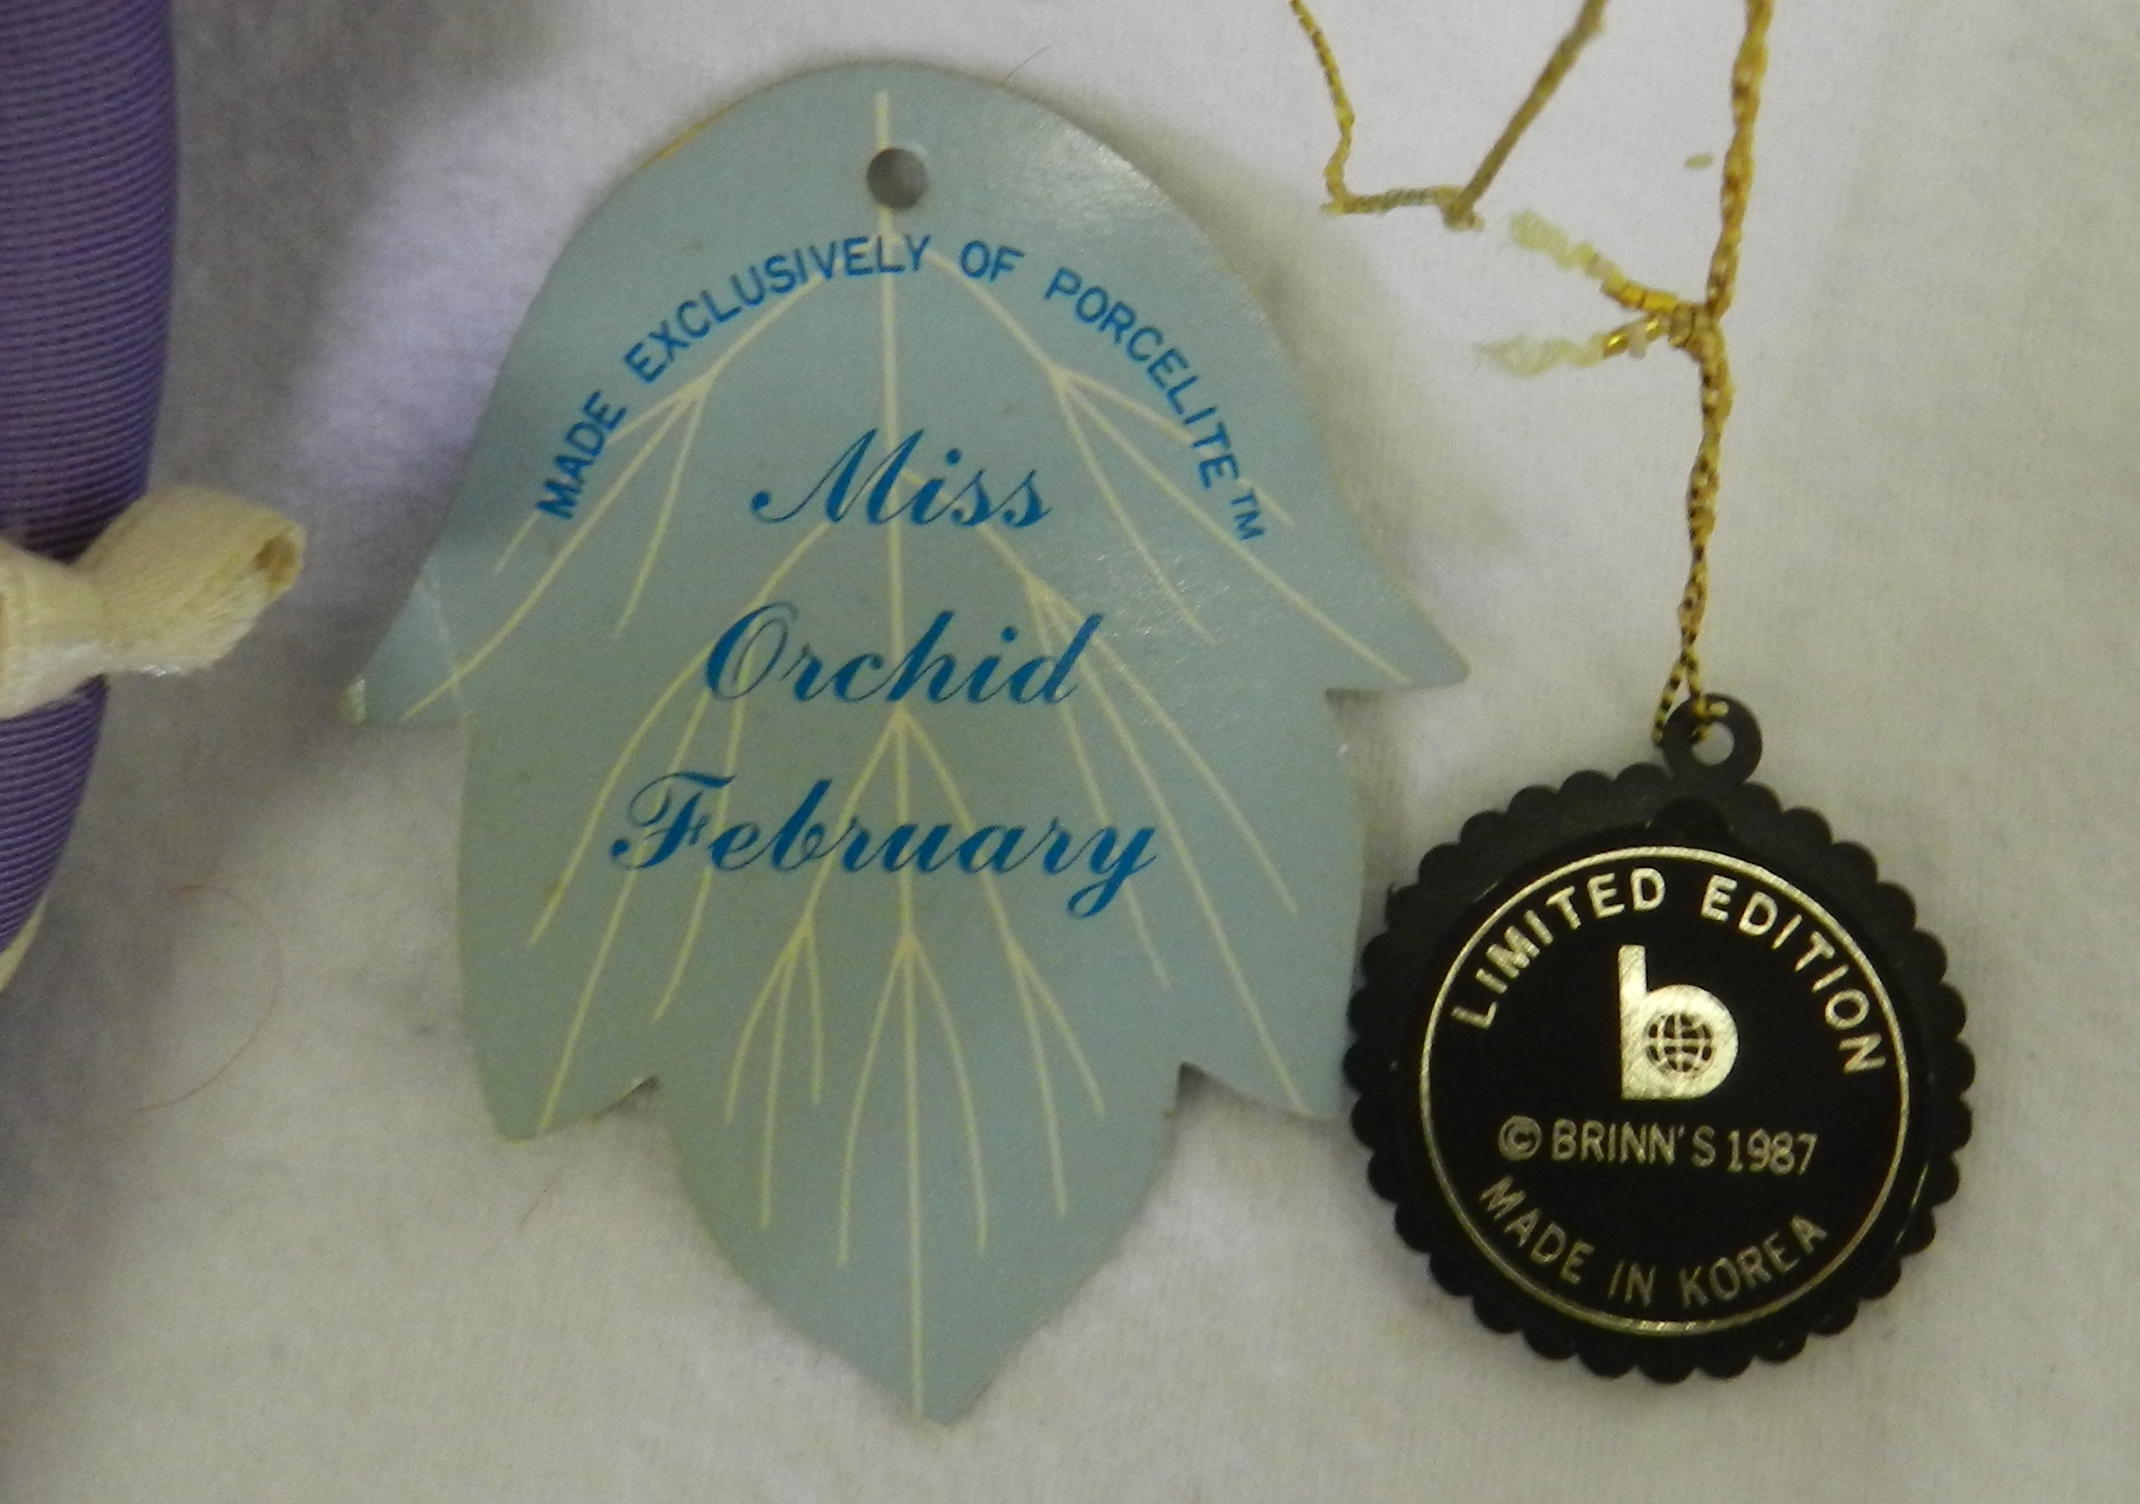 MADE EXCLUSIVELY OF PORCELITE™
Miss
Orchid
February
LIMITED EDITION
b
© BRINN'S 1987
MADE IN KOREA